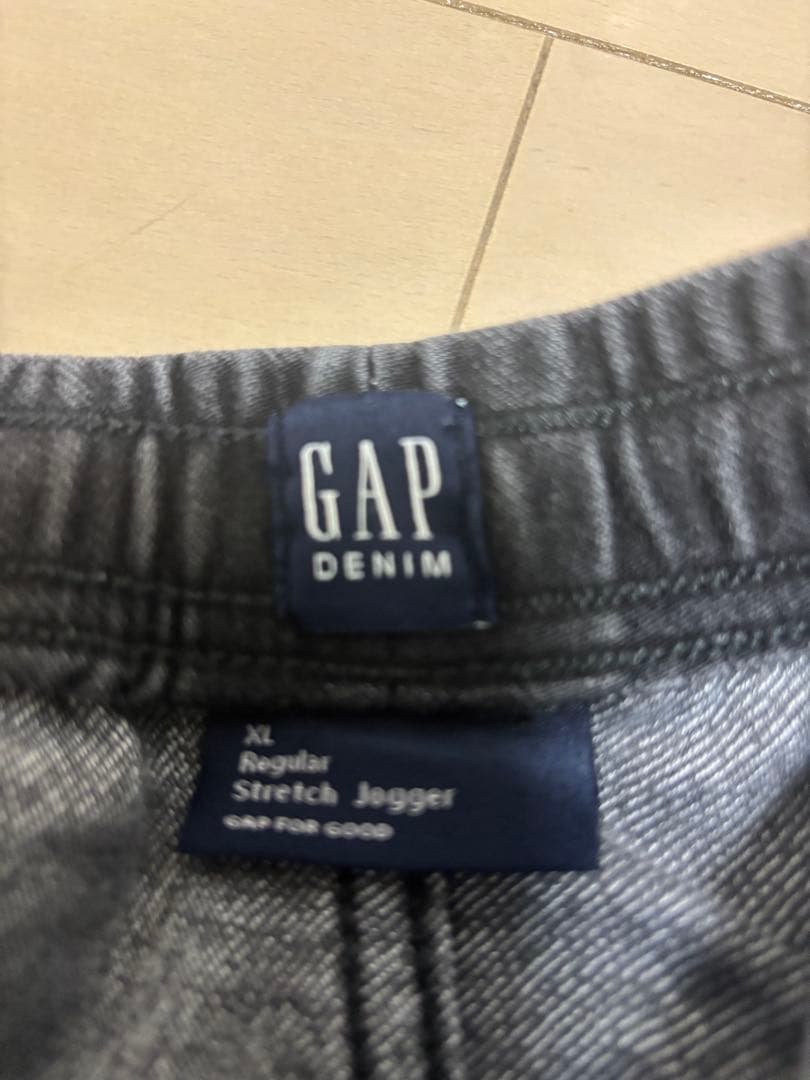 GAP
DENIM
XL
Regular
Stretch Jogger
GAP FOR GOOD